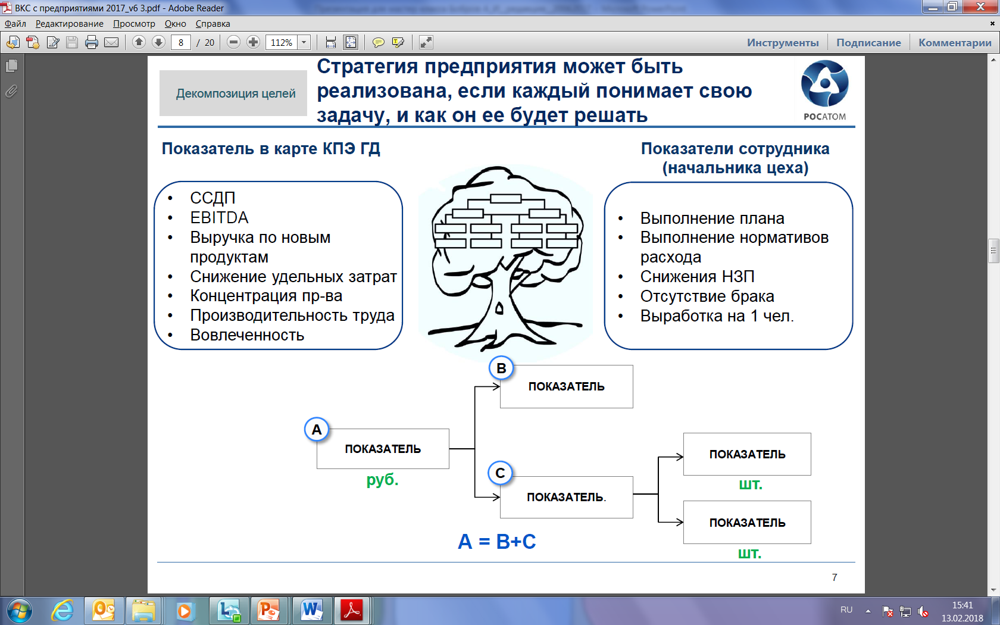 ВКС с предприятиями 2017_v6 3.pdf - Adobe Reader
Файл Редактирование Просмотр Окно Справка
8 / 20 112% Инструменты Подписание Комментарии
Декомпозиция целей
Стратегия предприятия может быть
реализована, если каждый понимает свою
задачу, и как он ее будет решать
РОСАТОМ
Показатель в карте КПЭ ГД
• ССДП
• EBITDA
• Выручка по новым
продуктам
• Снижение удельных затрат
• Концентрация пр-ва
• Производительность труда
• Вовлеченность
Показатели сотрудника
(начальника цеха)
• Выполнение плана
• Выполнение нормативов
расхода
• Снижения НЗП
• Отсутствие брака
• Выработка на 1 чел.
B
ПОКАЗАТЕЛЬ
A
ПОКАЗАТЕЛЬ
руб.
C
ПОКАЗАТЕЛЬ.
ПОКАЗАТЕЛЬ
шт.
ПОКАЗАТЕЛЬ
шт.
A = B+C
7
RU
15:41
13.02.2018